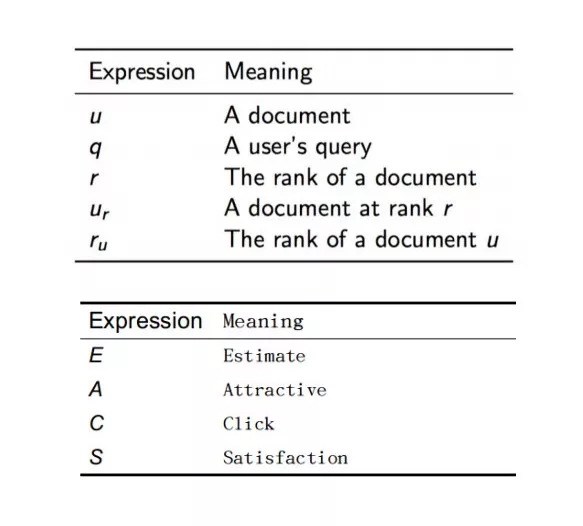 Expression Meaning
u A document
q A user's query
r The rank of a document
u_r A document at rank r
r_u The rank of a document u
Expression Meaning
E Estimate
A Attractive
C Click
S Satisfaction